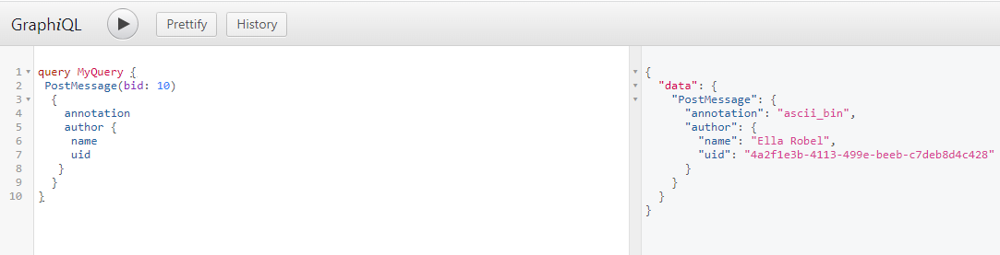 GraphiQL Prettify History
1 query MyQuery {
2 PostMessage(bid: 10)
3 {
4 annotation
5 author {
6 name
7 uid
8 }
9 }
10 }
{
"data": {
"PostMessage": {
"annotation": "ascii_bin",
"author": {
"name": "Ella Robel",
"uid": "4a2f1e3b-4113-499e-beeb-c7deb8d4c428"
}
}
}
}